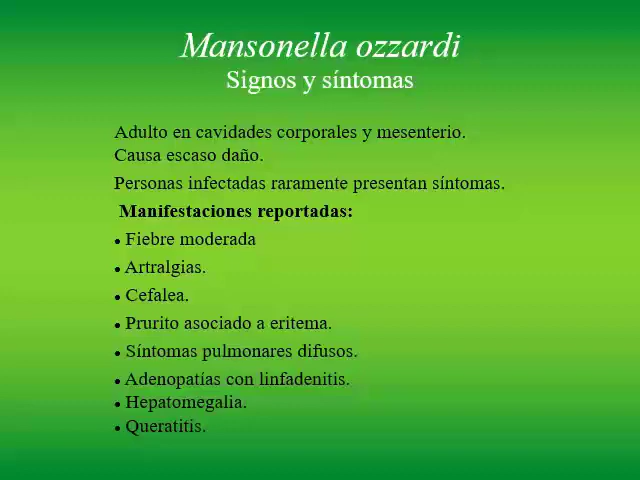 Mansonella ozzardi
Signos y síntomas
Adulto en cavidades corporales y mesenterio.
Causa escaso daño.
Personas infectadas raramente presentan síntomas.
Manifestaciones reportadas:
• Fiebre moderada
• Artralgias.
• Cefalea.
• Prurito asociado a eritema.
• Síntomas pulmonares difusos.
• Adenopatías con linfadenitis.
• Hepatomegalia.
• Queratitis.